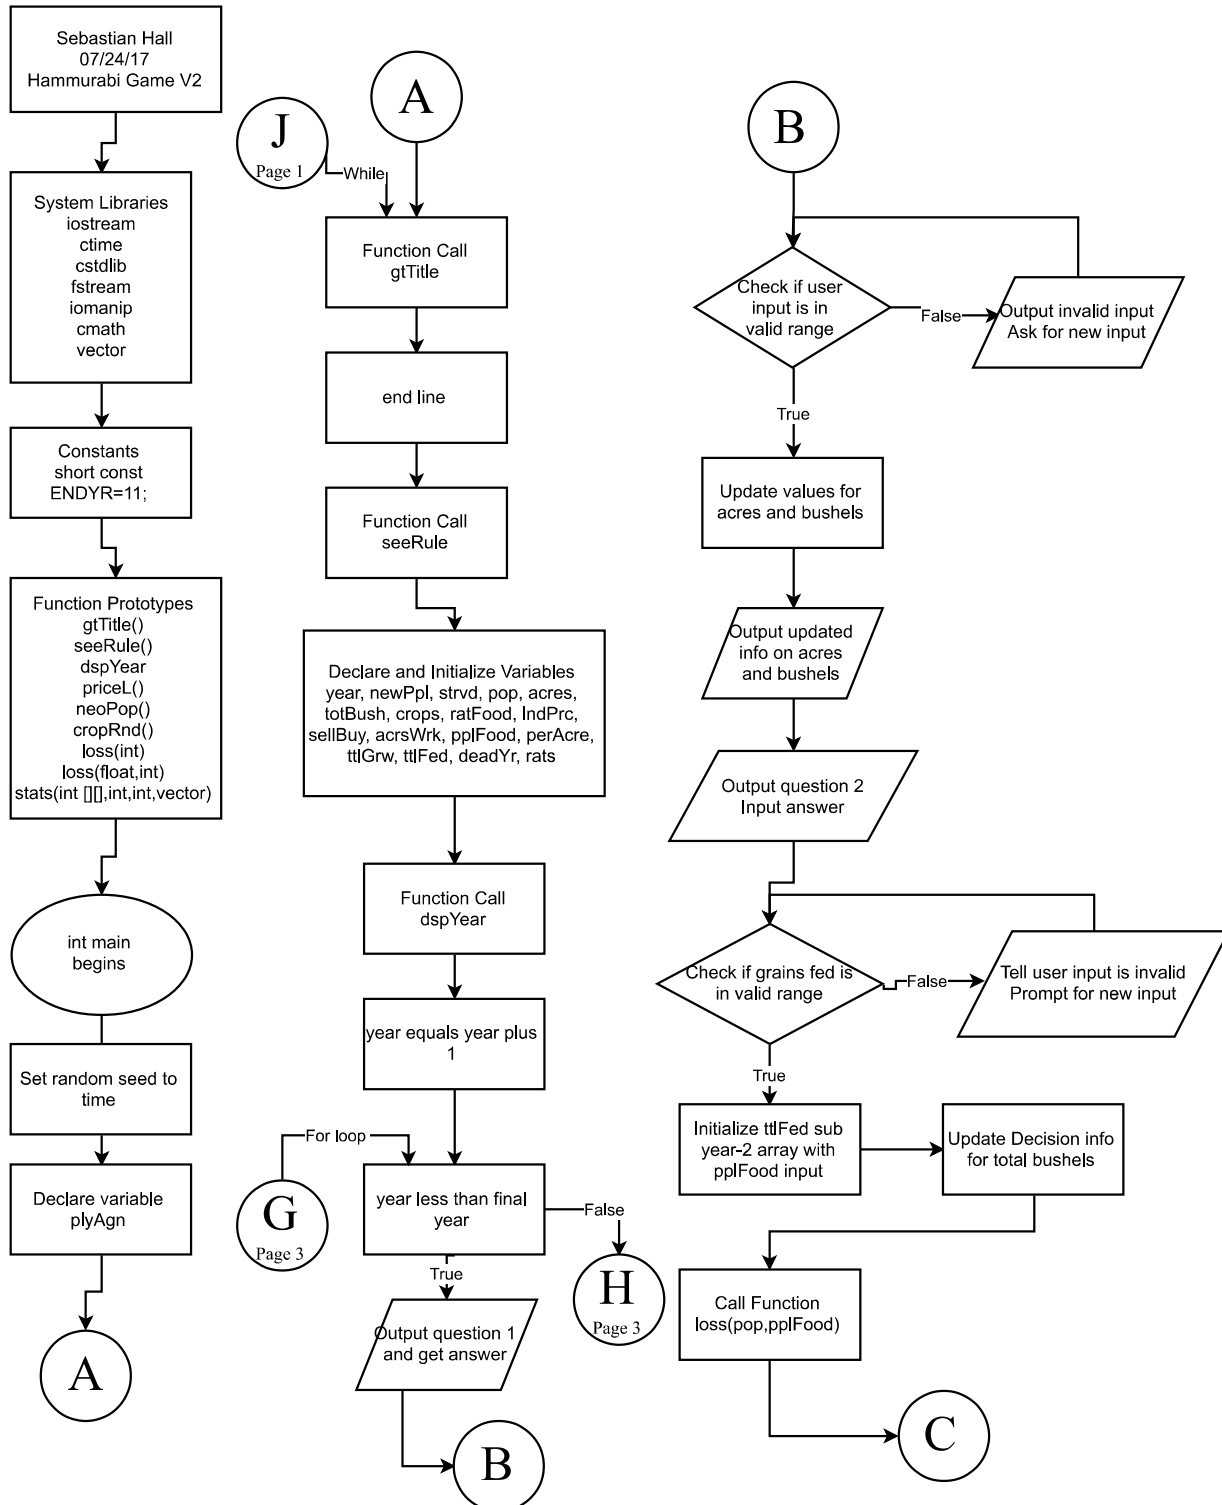 Sebastian Hall
07/24/17
Hammurabi Game V2
System Libraries
iostream
ctime
cstdlib
fstream
iomanip
cmath
vector
Constants
short const
ENDYR=11;
Function Prototypes
gtTitle()
seeRule()
dspYear
priceL()
neoPop()
cropRnd()
loss(int)
loss(float,int)
stats(int [][],int,int,vector)
int main
begins
Set random seed to
time
Declare variable
plyAgn
A
A
J
Page 1
While
Function Call
gtTitle
end line
Function Call
seeRule
Declare and Initialize Variables
year, newPpl, strvd, pop, acres,
totBush, crops, ratFood, lndPrc,
sellBuy, acrsWrk, pplFood, perAcre,
ttlGrw, ttlFed, deadYr, rats
Function Call
dspYear
year equals year plus
1
For loop
G
Page 3
year less than final
year
False
H
Page 3
True
Output question 1
and get answer
B
B
Check if user
input is in
valid range
False
Output invalid input
Ask for new input
True
Update values for
acres and bushels
Output updated
info on acres
and bushels
Output question 2
Input answer
Check if grains fed is
in valid range
False
Tell user input is invalid
Prompt for new input
True
Initialize ttlFed sub
year-2 array with
pplFood input
Update Decision info
for total bushels
Call Function
loss(pop,pplFood)
C